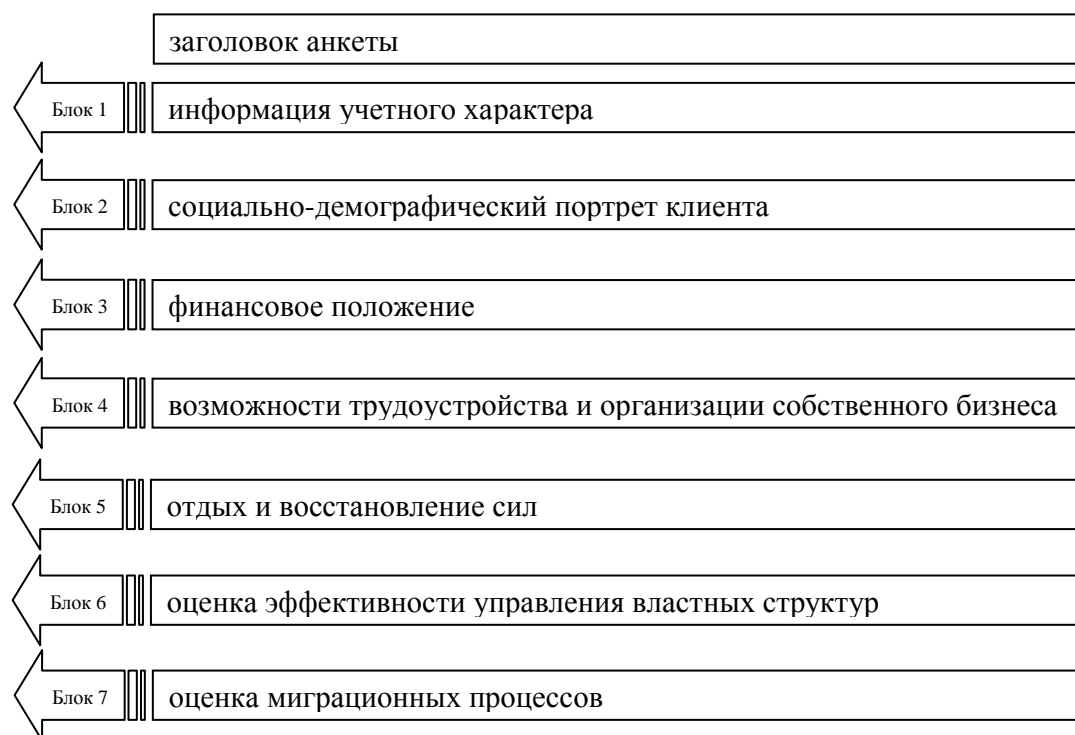 заголовок анкеты
Блок 1 информация учетного характера
Блок 2 социально-демографический портрет клиента
Блок 3 финансовое положение
Блок 4 возможности трудоустройства и организации собственного бизнеса
Блок 5 отдых и восстановление сил
Блок 6 оценка эффективности управления властных структур
Блок 7 оценка миграционных процессов